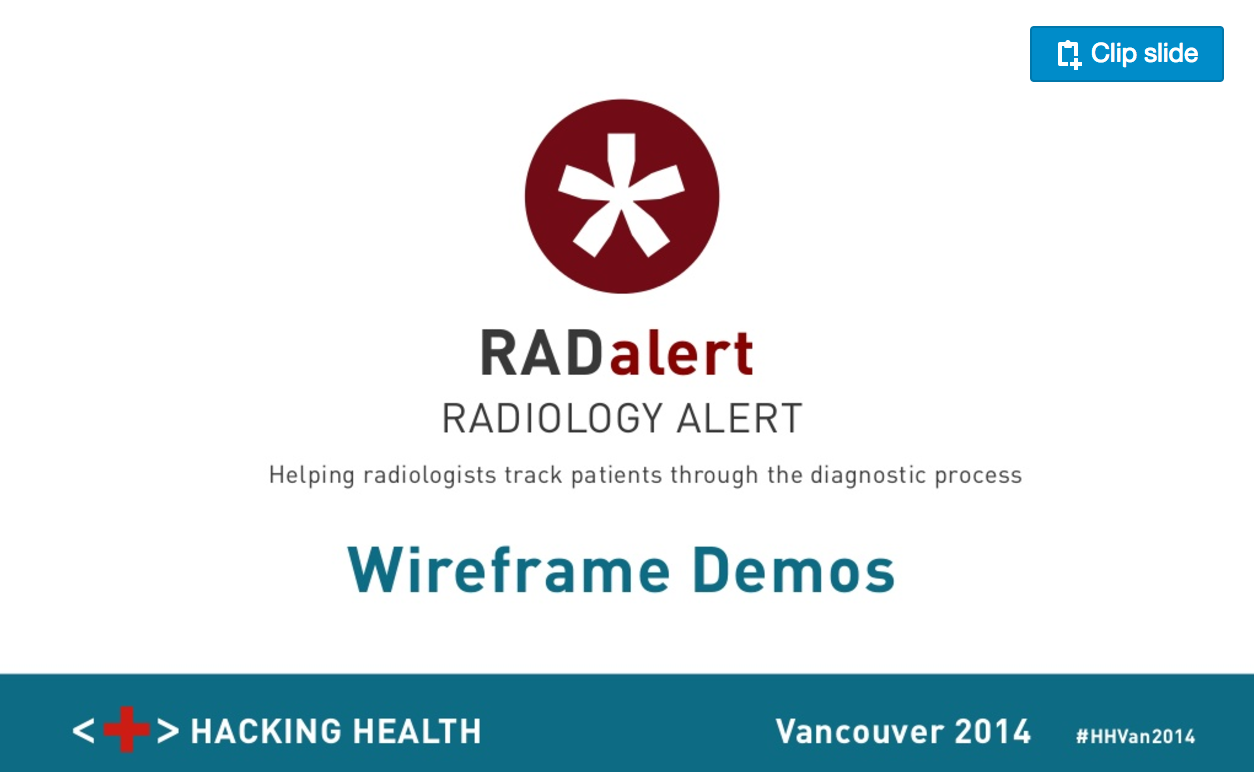 Clip slide
RADalert
RADIOLOGY ALERT
Helping radiologists track patients through the diagnostic process
Wireframe Demos
< > HACKING HEALTH
Vancouver 2014
#HHVan2014